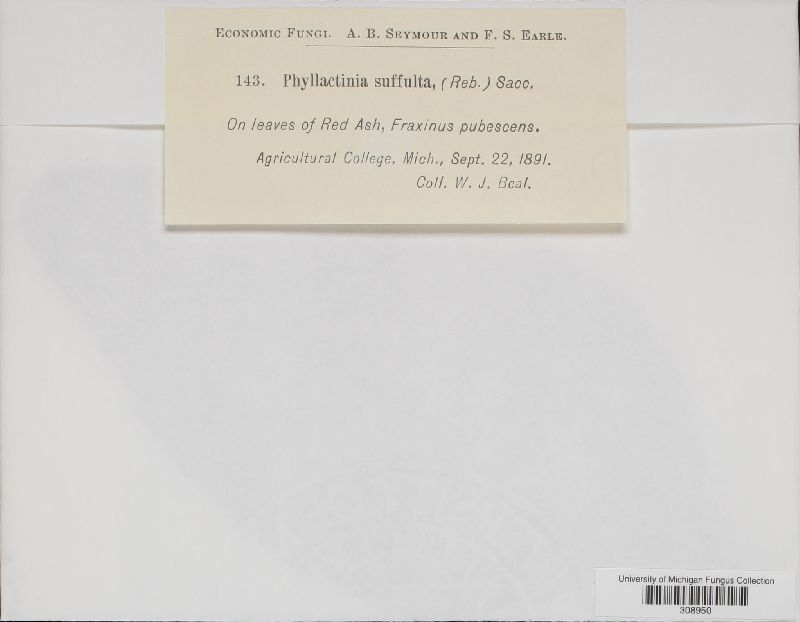 Economic Fungi. A. B. Seymour and F. S. Earle.
143. Phyllactinia suffulta, (Reb.) Sacc.
On leaves of Red Ash, Fraxinus pubescens.
Agricultural College, Mich., Sept. 22, 1891.
Coll. W. J. Beal.
University of Michigan Fungus Collection
308950